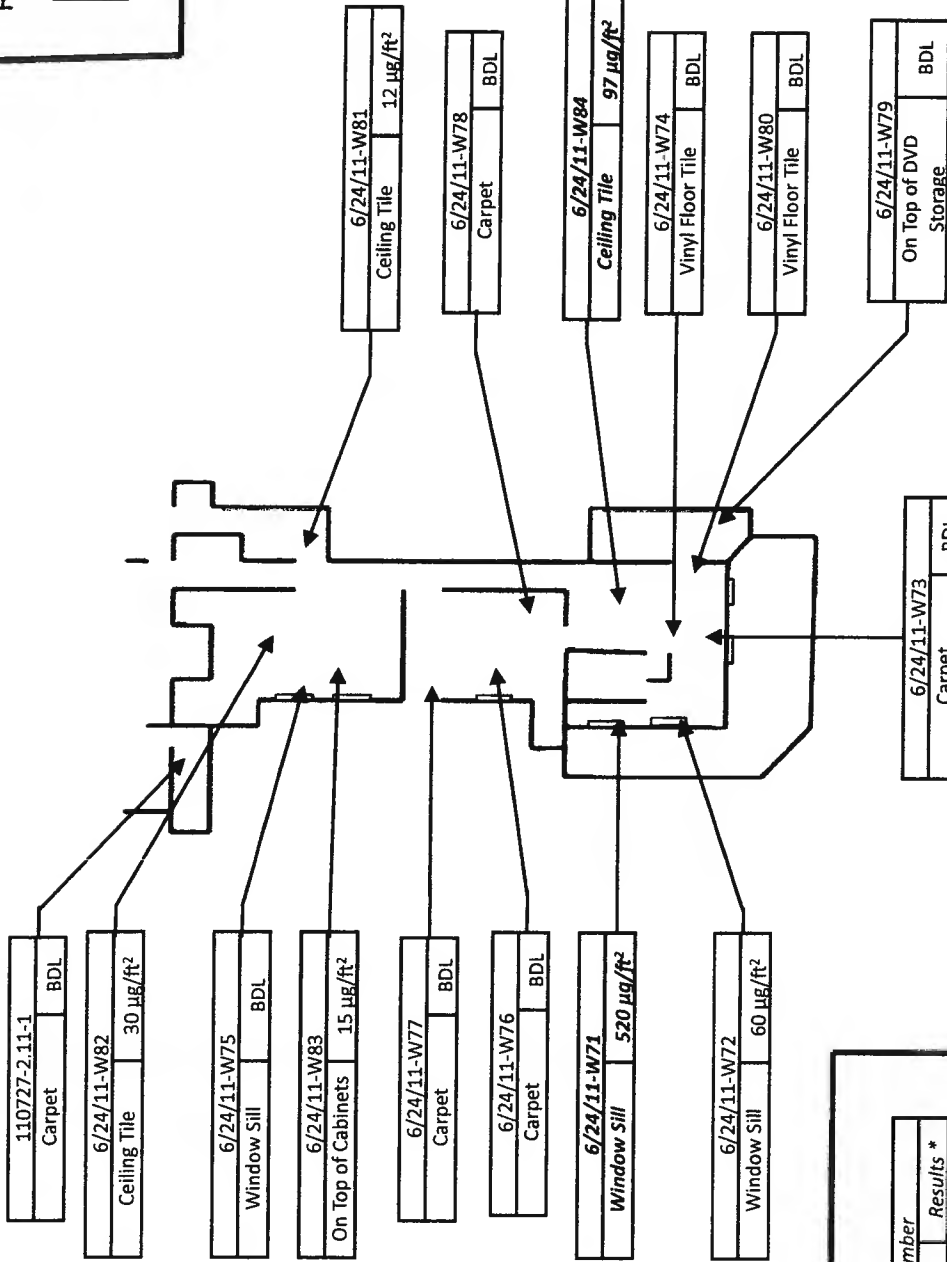 110727-2.11-1
Carpet BDL
6/24/11-W82
Ceiling Tile 30 µg/ft²
6/24/11-W75
Window Sill BDL
6/24/11-W83
On Top of Cabinets 15 µg/ft²
6/24/11-W77
Carpet BDL
6/24/11-W76
Carpet BDL
6/24/11-W71
Window Sill 520 µg/ft²
6/24/11-W72
Window Sill 60 µg/ft²
6/24/11-W81
Ceiling Tile 12 µg/ft²
6/24/11-W78
Carpet BDL
6/24/11-W84
Ceiling Tile 97 µg/ft²
6/24/11-W74
Vinyl Floor Tile BDL
6/24/11-W80
Vinyl Floor Tile BDL
6/24/11-W79
On Top of DVD BDL
Storage
6/24/11-W73
Carpet BDL
Results *